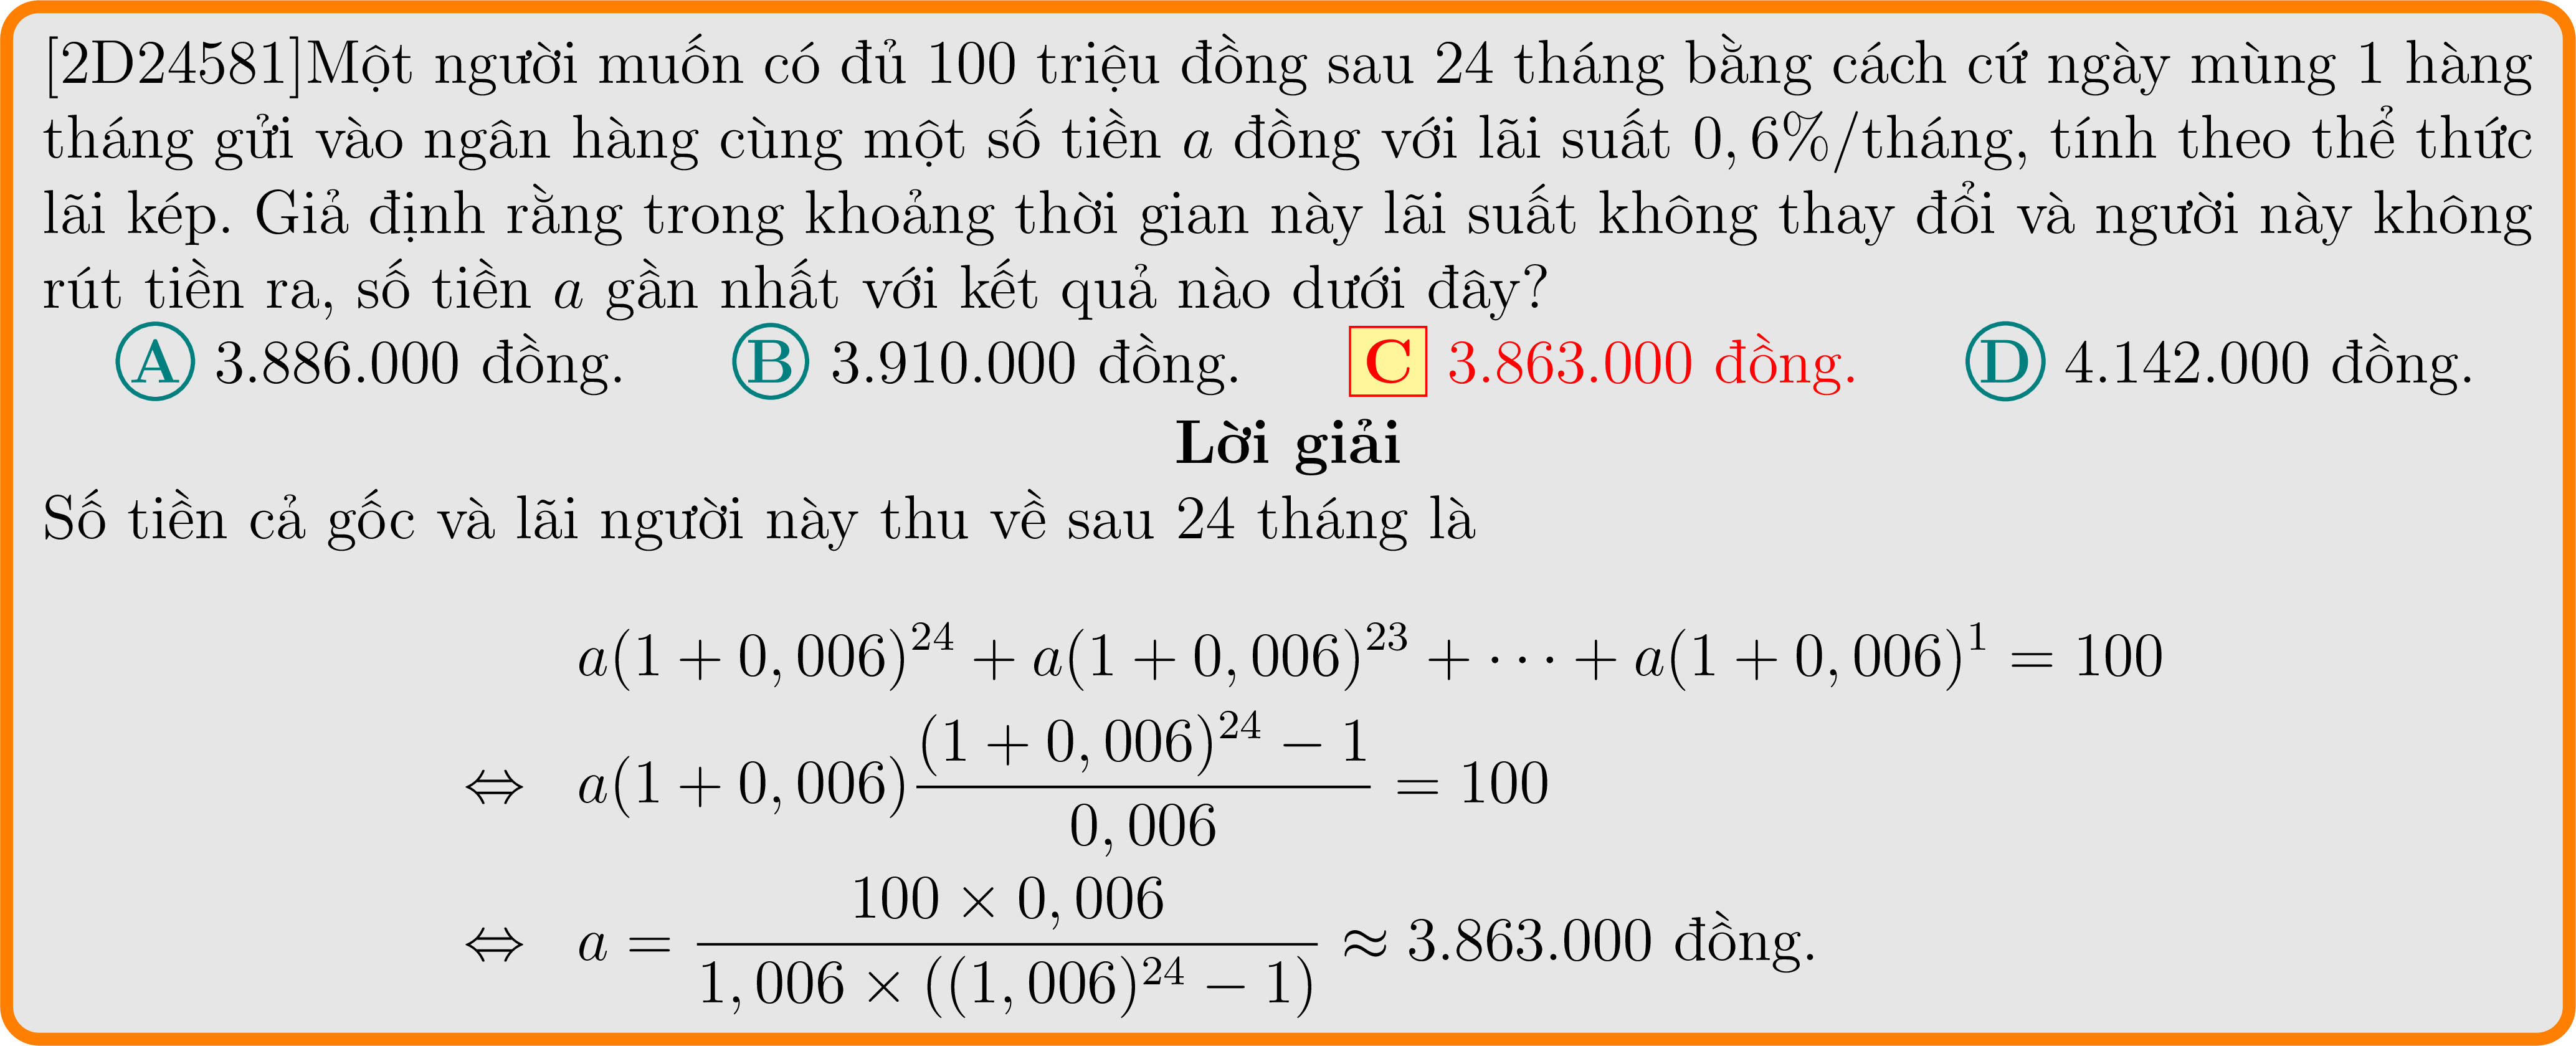 [2D24581]Một người muốn có đủ 100 triệu đồng sau 24 tháng bằng cách cứ ngày mùng 1 hàng
tháng gửi vào ngân hàng cùng một số tiền a đồng với lãi suất 0, 6%/tháng, tính theo thể thức
lãi kép. Giả định rằng trong khoảng thời gian này lãi suất không thay đổi và người này không
rút tiền ra, số tiền a gần nhất với kết quả nào dưới đây?
A 3.886.000 đồng. B 3.910.000 đồng. C 3.863.000 đồng. D 4.142.000 đồng.
Lời giải
Số tiền cả gốc và lãi người này thu về sau 24 tháng là
a(1 + 0, 006)^{24} + a(1 + 0, 006)^{23} + ··· + a(1 + 0, 006)^1 = 100
⇔ a(1 + 0, 006)\frac{(1 + 0, 006)^{24} − 1}{0, 006} = 100
⇔ a = \frac{100 × 0, 006}{1, 006 × ((1, 006)^{24} − 1)} ≈ 3.863.000 đồng.